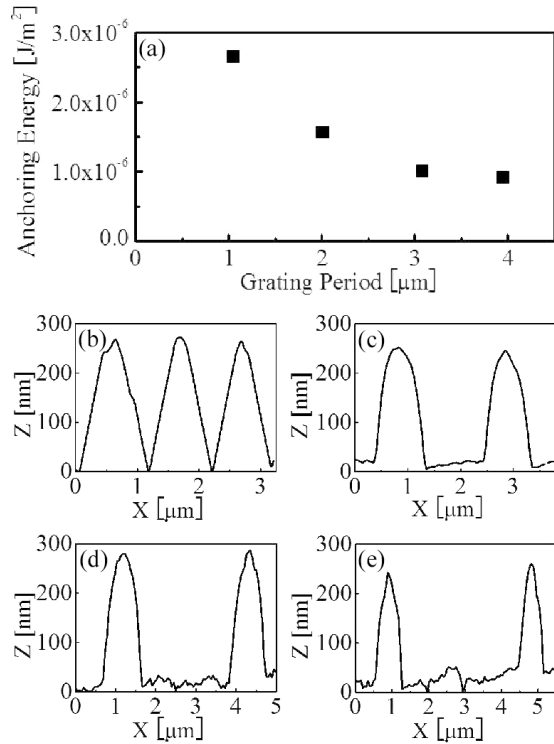 (a)
Anchoring Energy [J/m²]
3.0x10⁻⁶
2.0x10⁻⁶
1.0x10⁻⁶
0.0
0 1 2 3 4
Grating Period [μm]
(b)
Z [nm]
300
200
100
0
0 1 2 3
X [μm]
(c)
Z [nm]
300
200
100
0
0 1 2 3
X [μm]
(d)
Z [nm]
300
200
100
0
0 1 2 3 4 5
X [μm]
(e)
Z [nm]
300
200
100
0
0 1 2 3 4 5
X [μm]